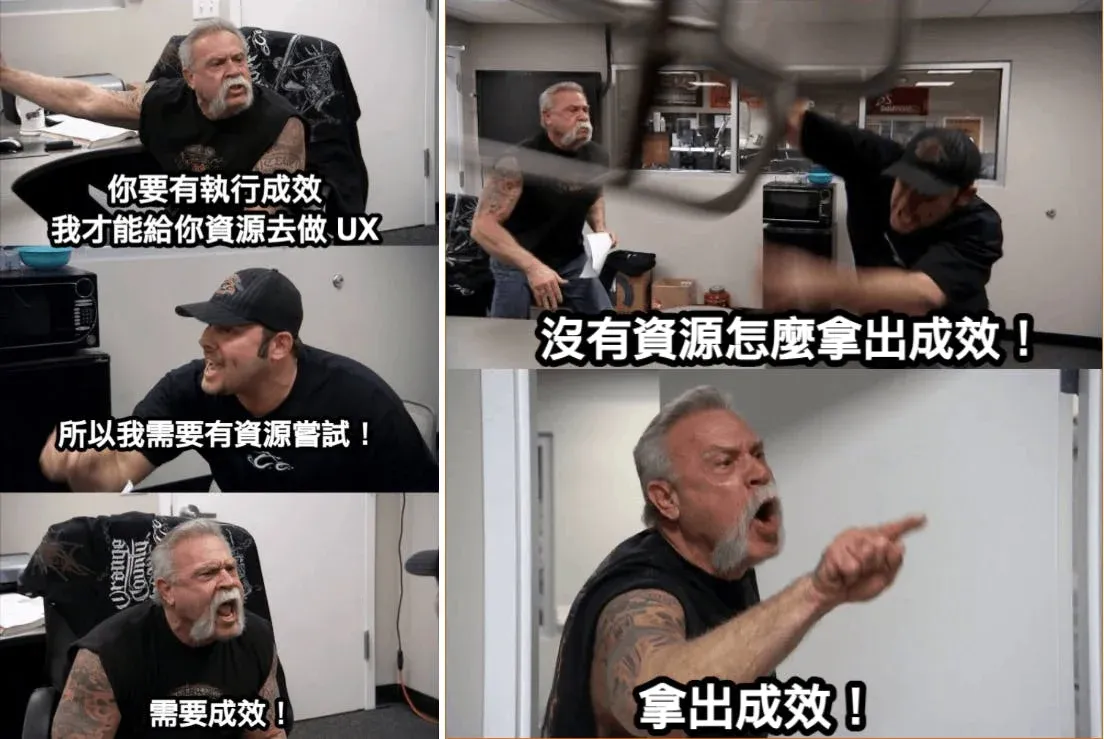 你要有執行成效
我才能給你資源去做 UX
所以我需要有資源嘗試！
Orange
County
需要成效！
沒有資源怎麼拿出成效！
拿出成效！